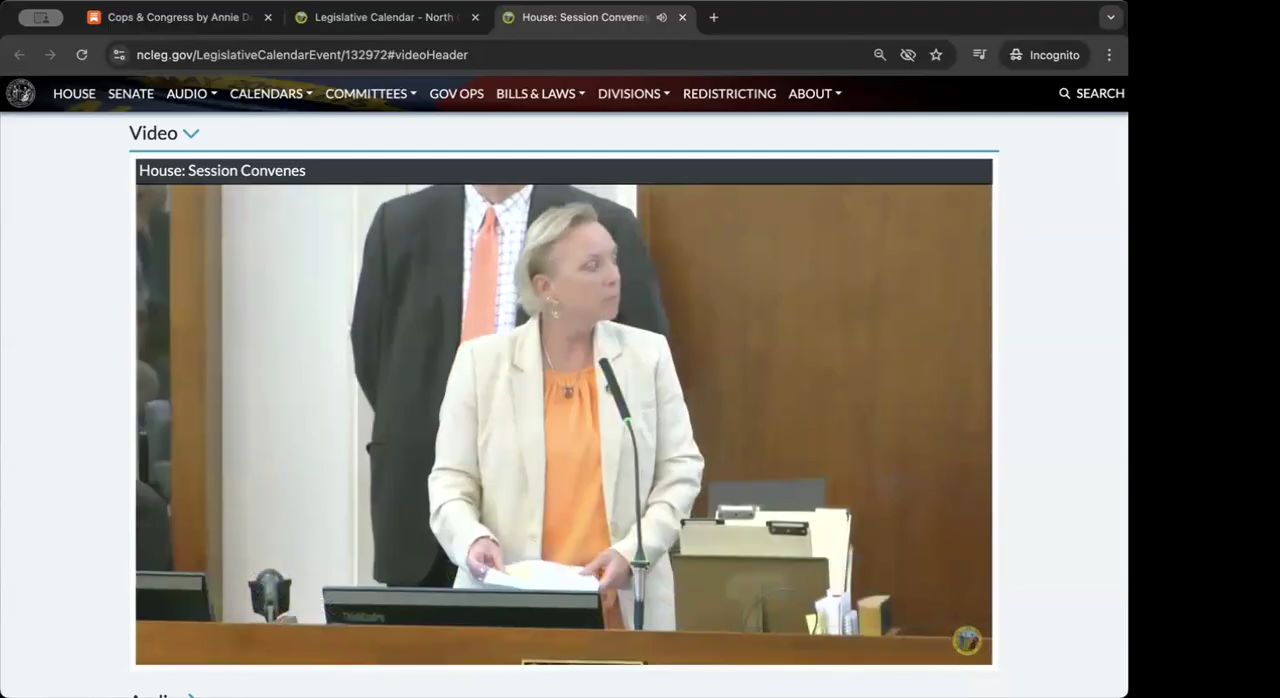 Cops & Congress by Annie D
Legislative Calendar - North
House: Session Convene
ncleg.gov/LegislativeCalendarEvent/132972#videoHeader
Incognito
HOUSE SENATE AUDIO CALENDARS COMMITTEES GOV OPS BILLS & LAWS DIVISIONS REDISTRICTING ABOUT SEARCH
Video
House: Session Convenes